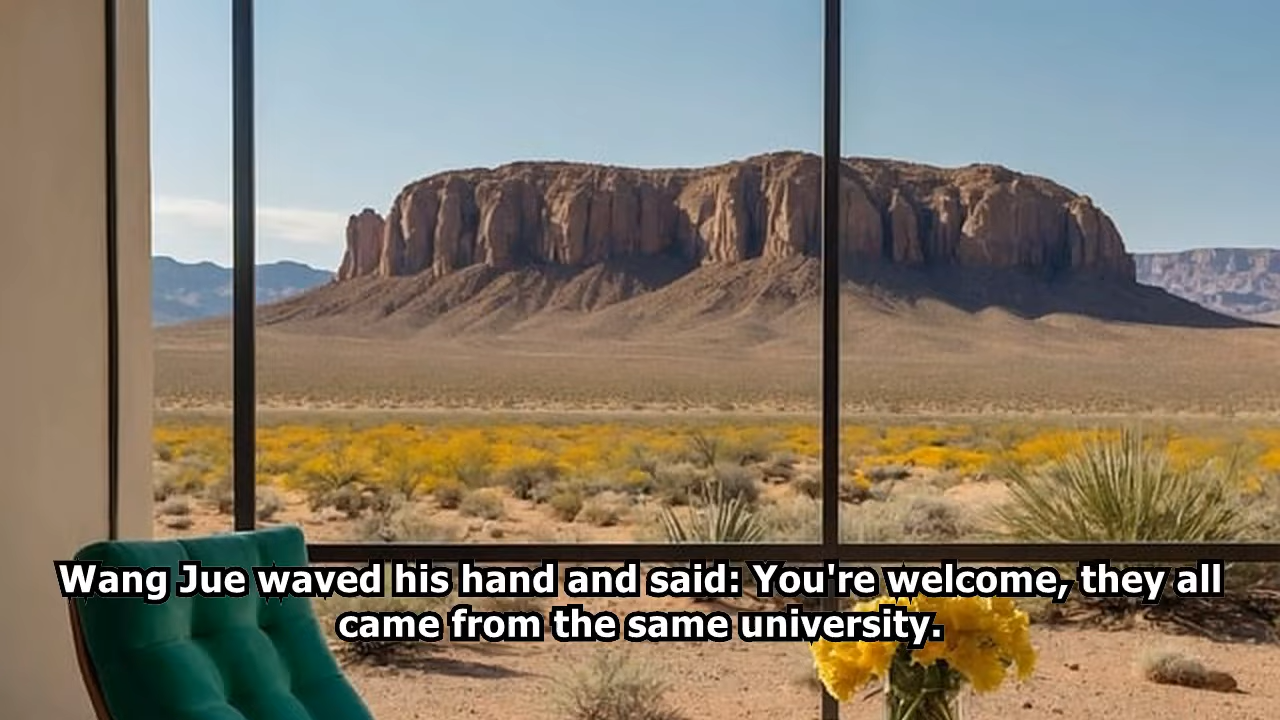 Wang Jue waved his hand and said: You're welcome, they all
came from the same university.